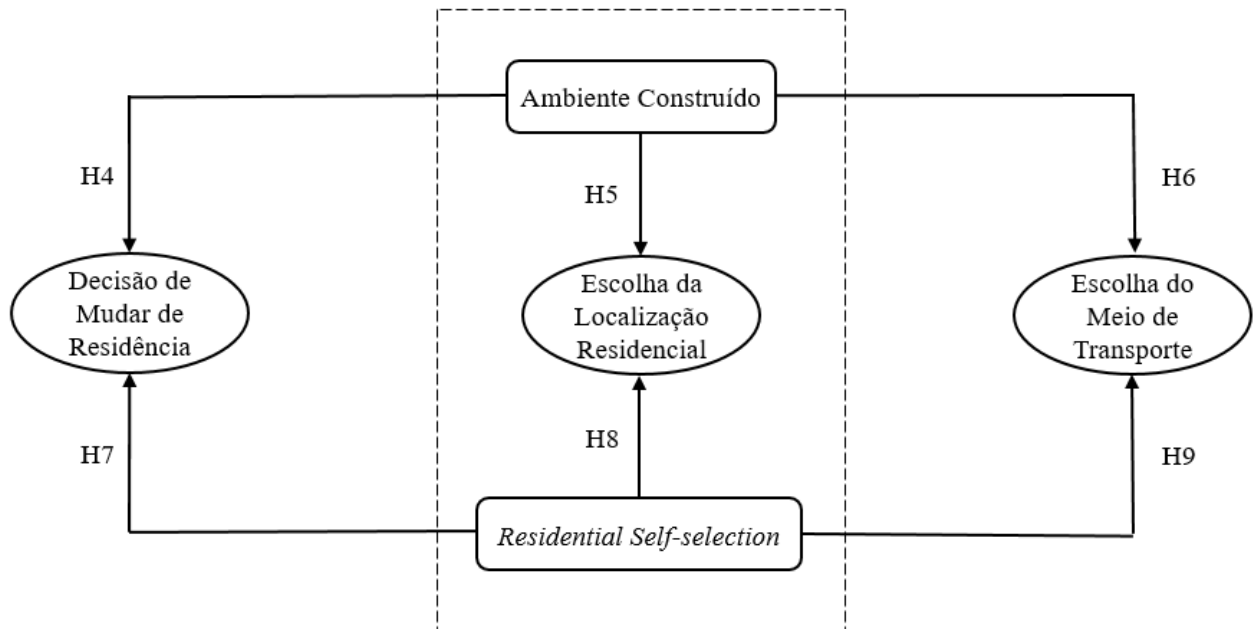 Ambiente Construído
H4
H5
H6
Decisão de
Mudar de
Residência
Escolha da
Localização
Residencial
Escolha do
Meio de
Transporte
H7
H8
H9
Residential Self-selection